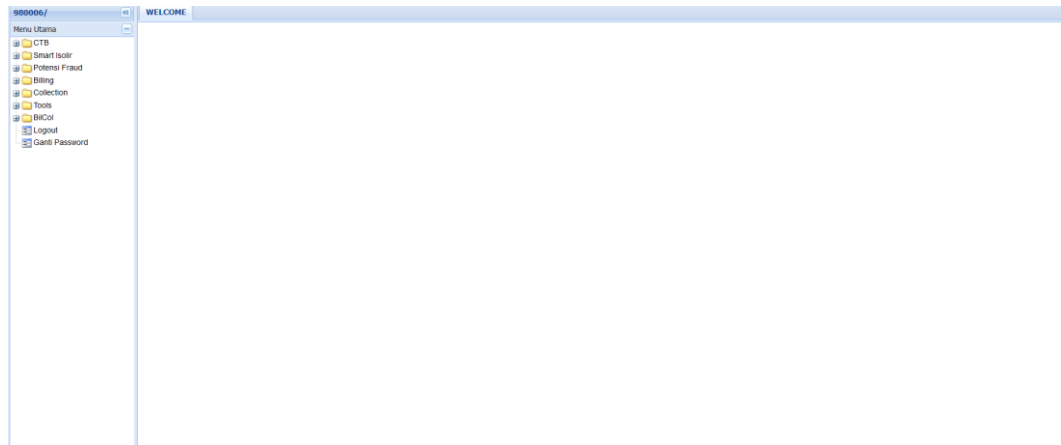 980006/
WELCOME
Menu Utama
CTB
Smart Isolir
Potensi Fraud
Billing
Collection
Tools
BilCol
Logout
Ganti Password